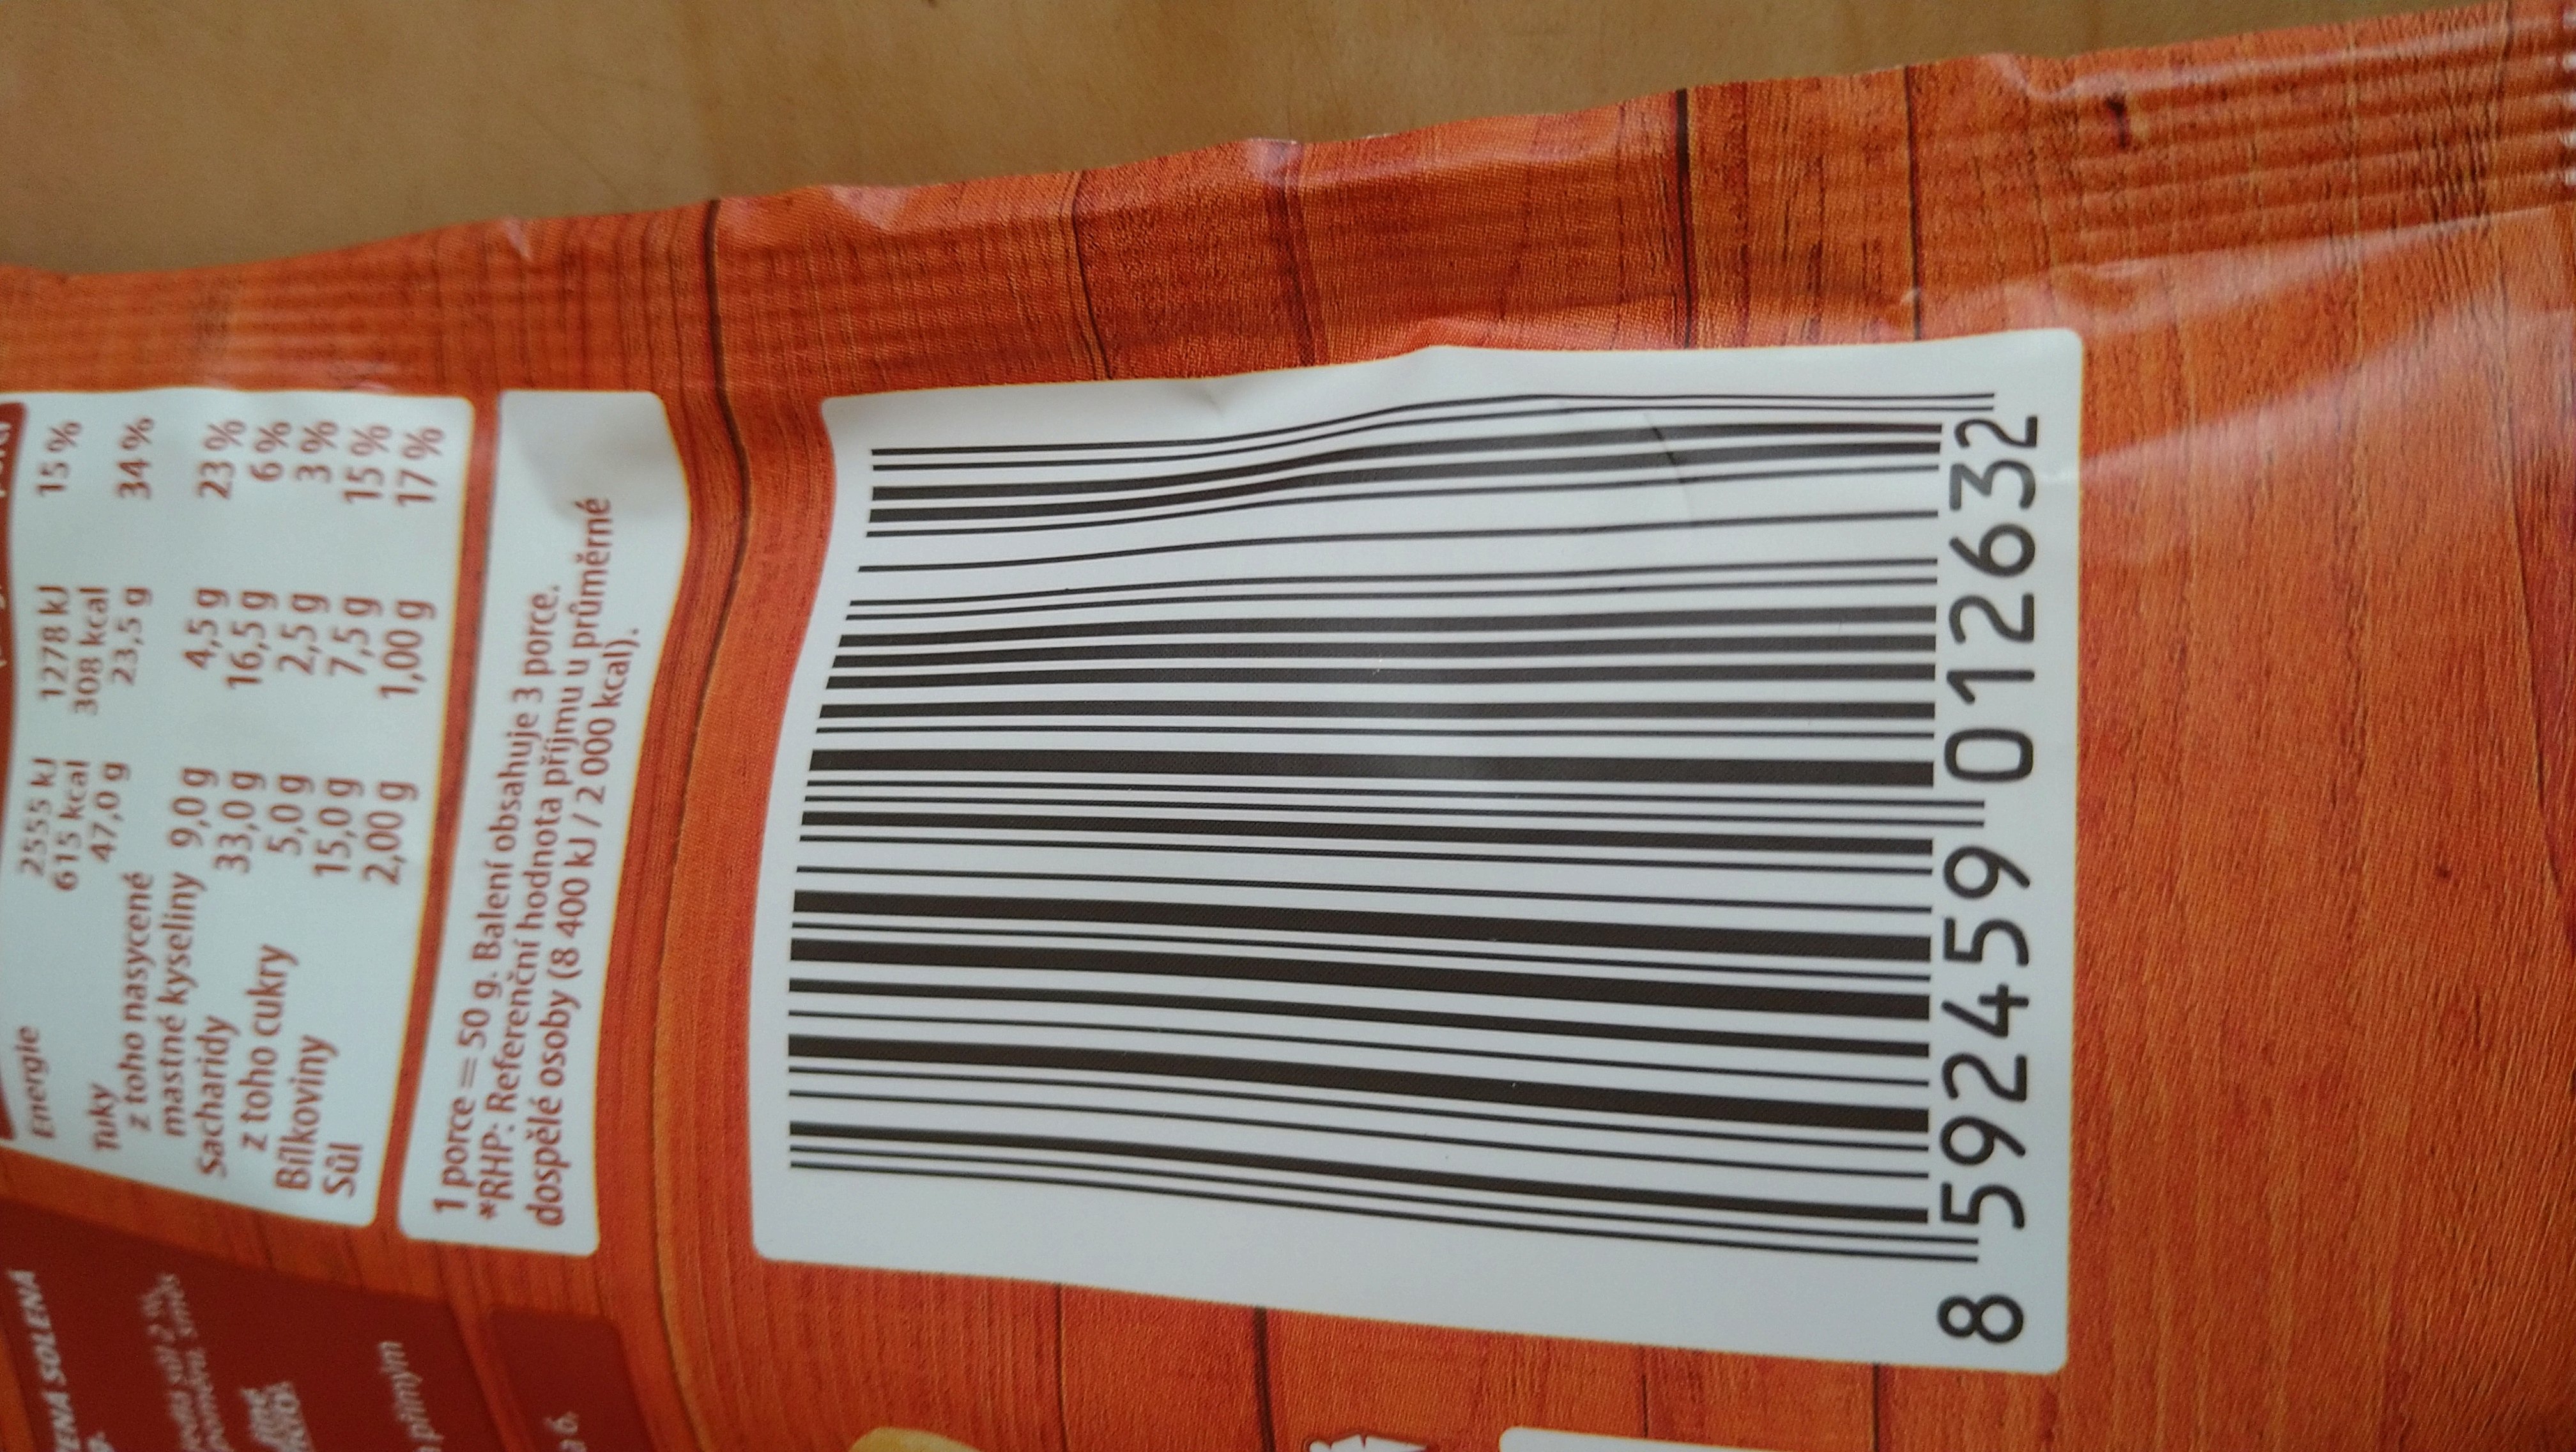 Energie 2555 kJ 1278 kJ 15 %
615 kcal 308 kcal
Tuky 47,0 g 23,5 g 34 %
z toho nasycené
mastné kyseliny 9,0 g 4,5 g 23 %
Sacharidy 33,0 g 16,5 g 6 %
z toho cukry 5,0 g 2,5 g 3 %
Bílkoviny 15,0 g 7,5 g 15 %
Sůl 2,00 g 1,00 g 17 %
1 porce = 50 g. Balení obsahuje 3 porce.
*RHP: Referenční hodnota příjmu u průměrné
dospělé osoby (8 400 kJ / 2 000 kcal).
8 592459 012632
SOLENÁ
přímým
6.